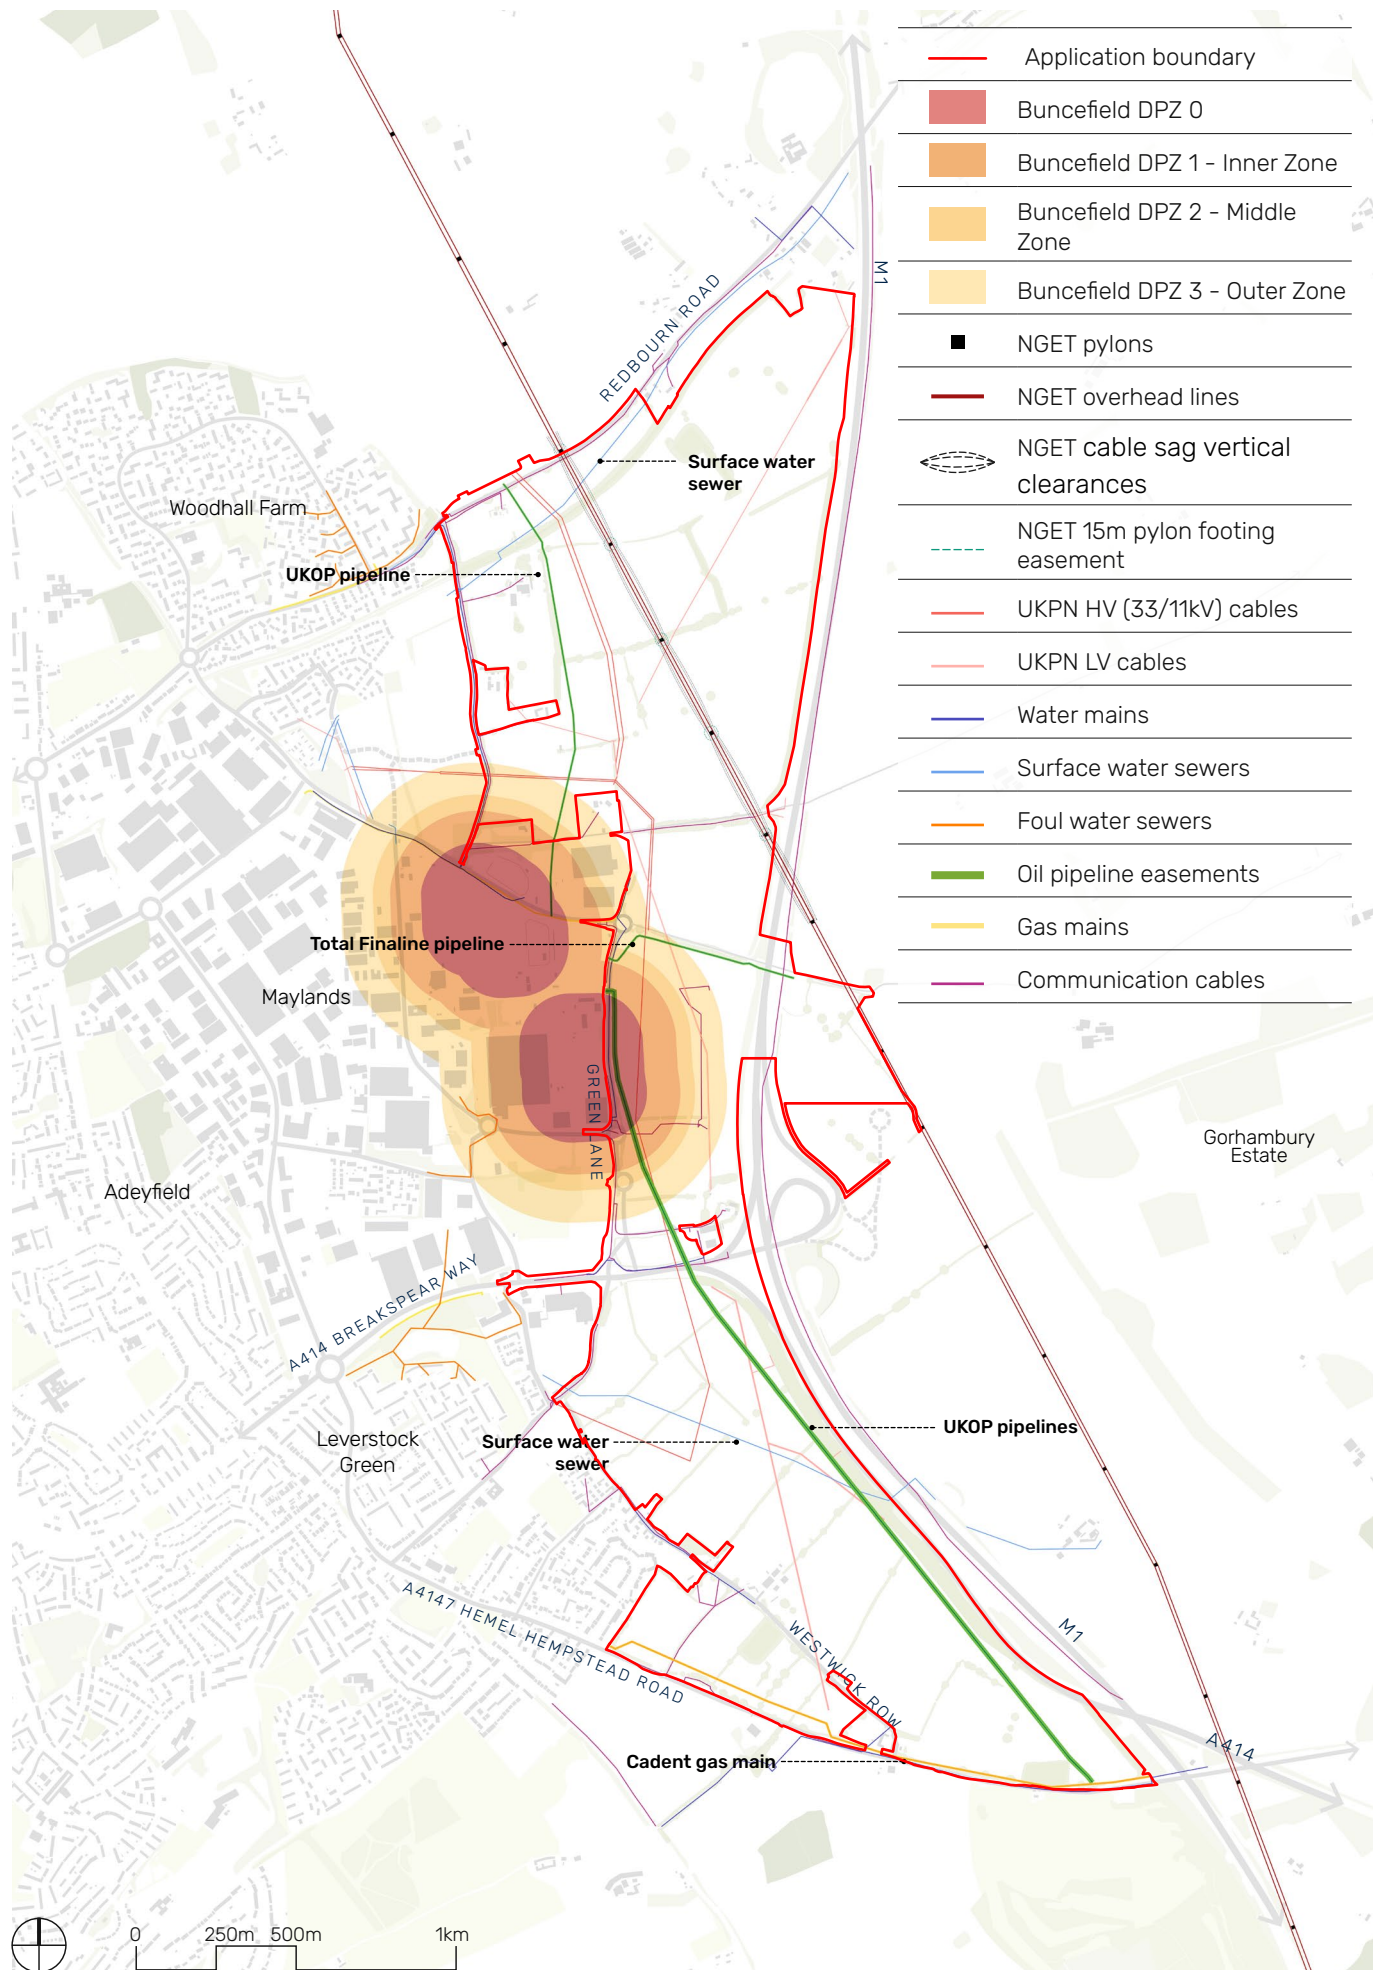 Application boundary
Buncefield DPZ 0
Buncefield DPZ 1 - Inner Zone
Buncefield DPZ 2 - Middle
Zone
Buncefield DPZ 3 - Outer Zone
NGET pylons
NGET overhead lines
NGET cable sag vertical
clearances
NGET 15m pylon footing
easement
UKPN HV (33/11kV) cables
UKPN LV cables
Water mains
Surface water sewers
Foul water sewers
Oil pipeline easements
Gas mains
Communication cables
M1
REDBOURN ROAD
Surface water
sewer
Woodhall Farm
UKOP pipeline
Total Finaline pipeline
Maylands
GREEN LANE
Gorhambury
Estate
Adeyfield
A414 BREAKSPEAR WAY
Leverstock
Green
Surface water
sewer
UKOP pipelines
A4147 HEMEL HEMPSTEAD ROAD
WESTWICK ROW
M1
A414
Cadent gas main
0 250m 500m 1km